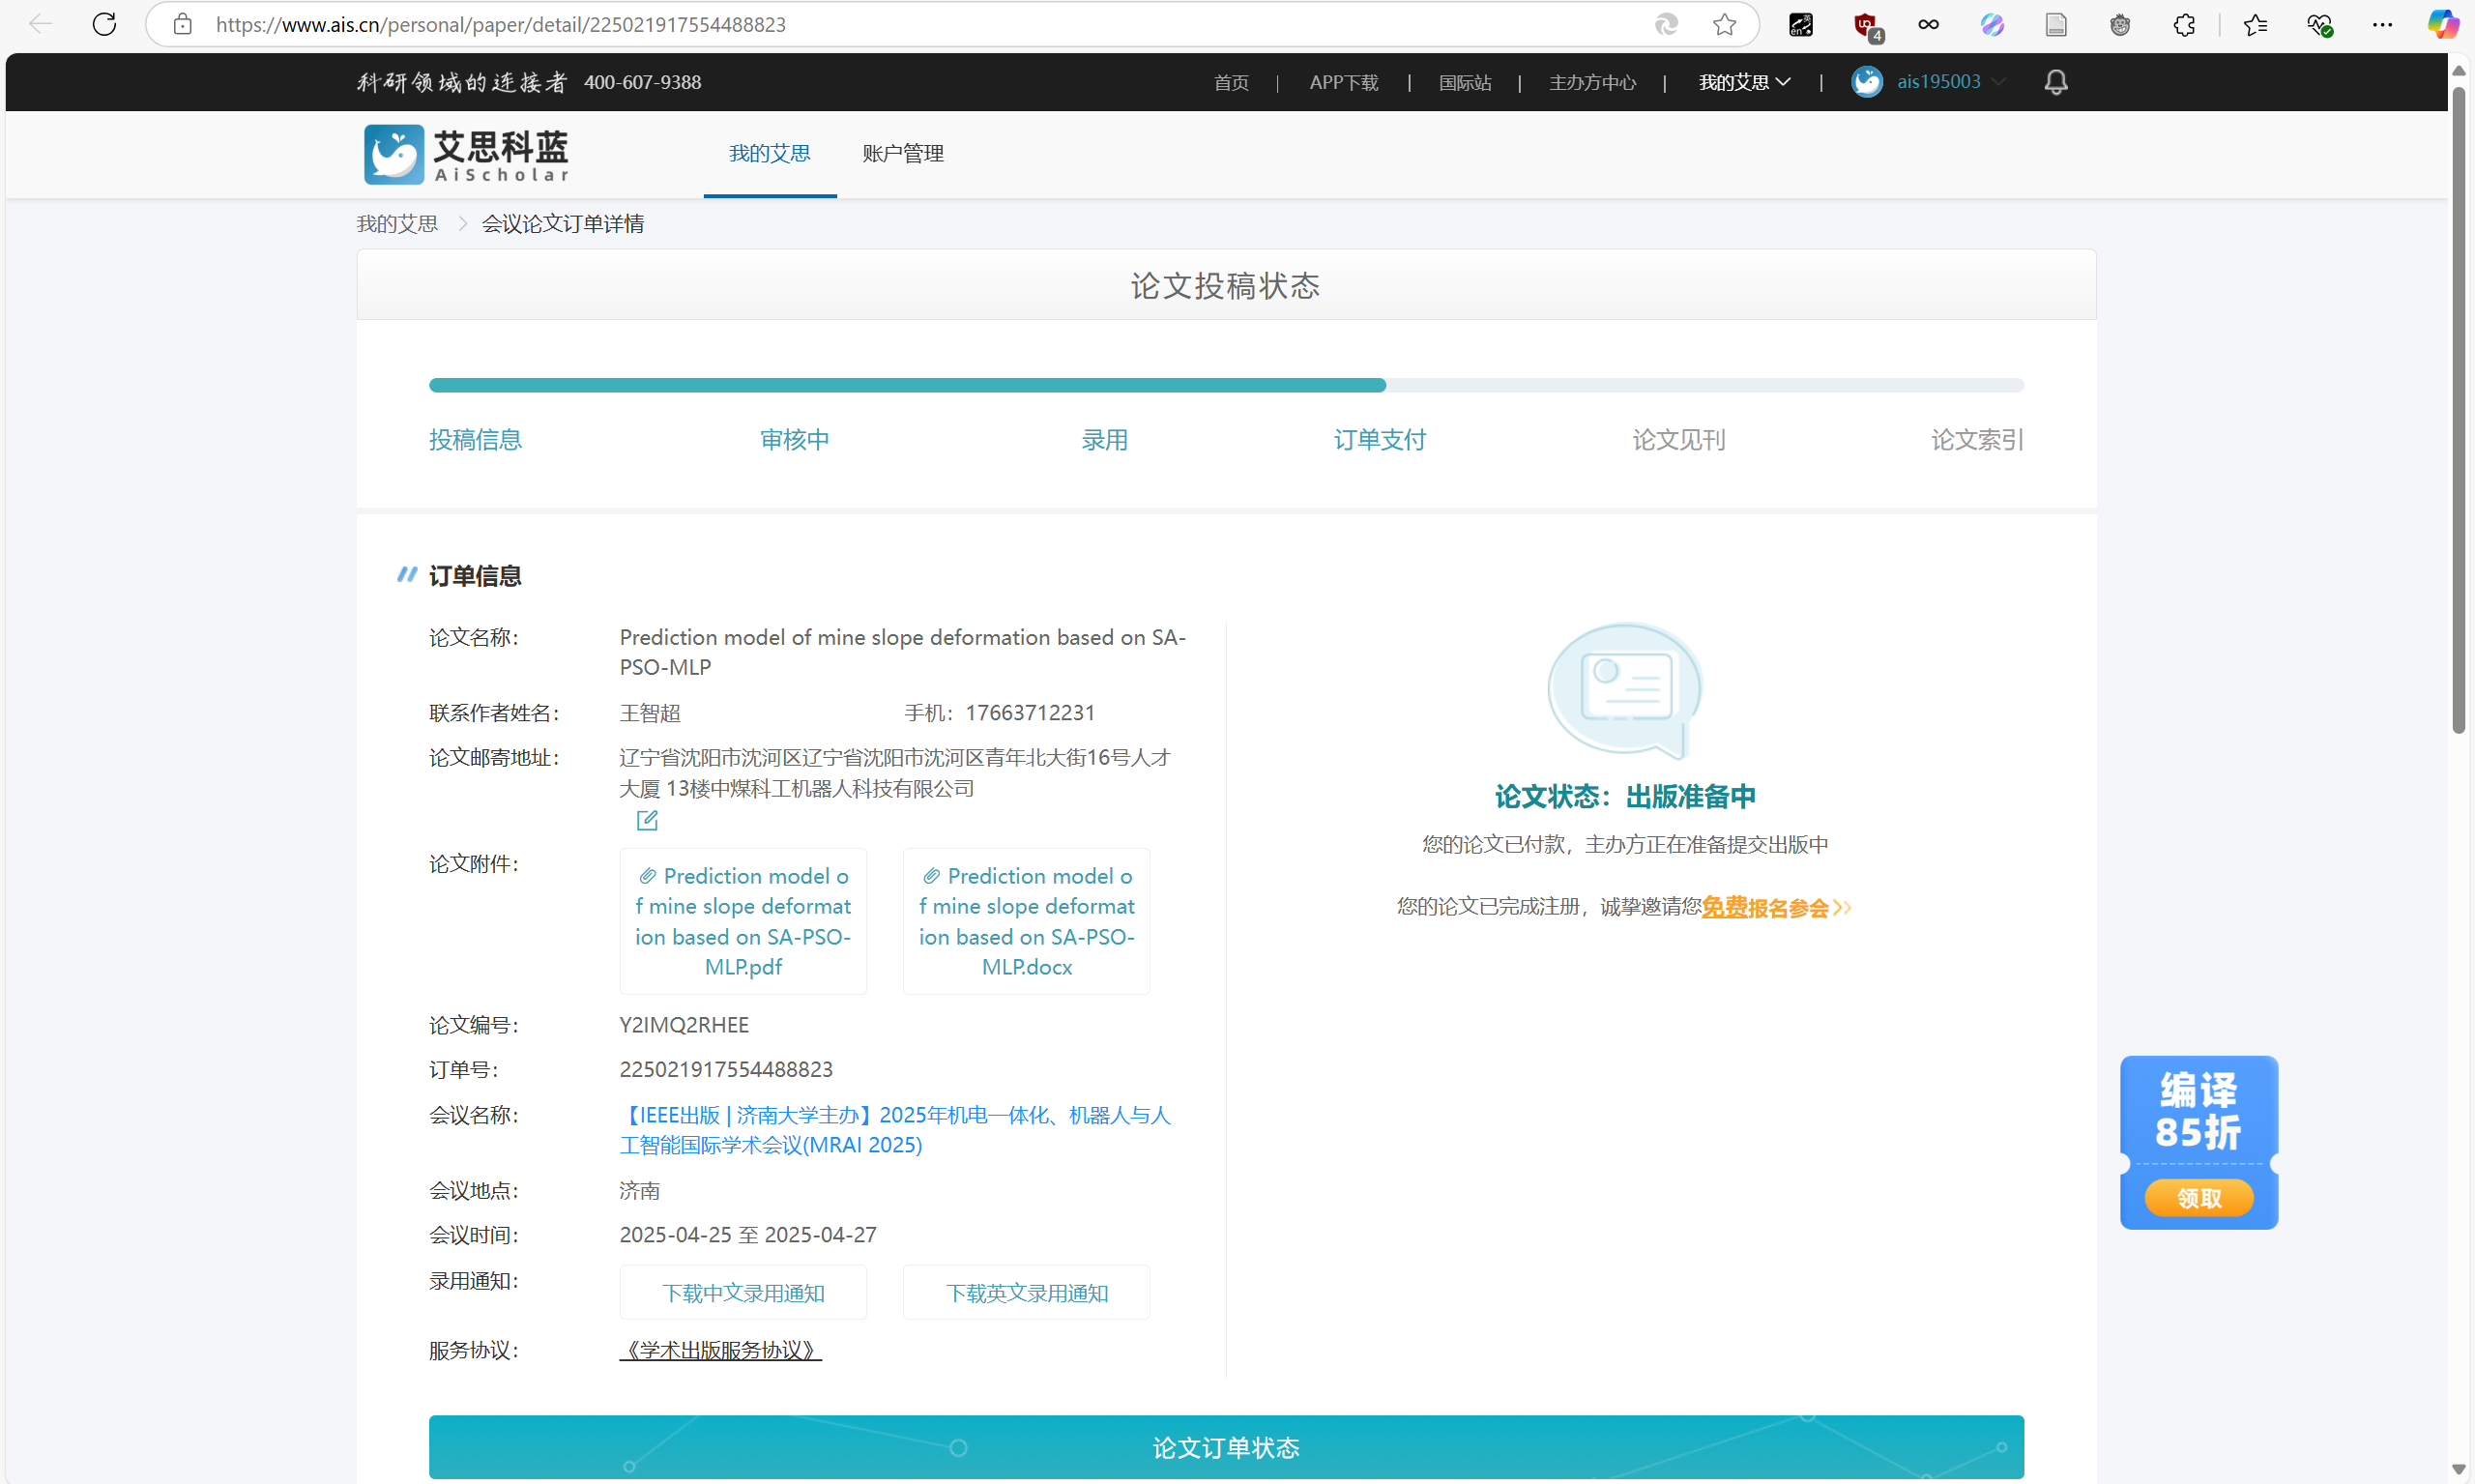 https://www.ais.cn/personal/paper/detail/225021917554488823
4
科研领域的连接者 400-607-9388
首页 | APP下载 | 国际站 | 主办方中心 | 我的艾思 | ais195003
艾思科蓝
AiScholar
我的艾思 账户管理
我的艾思 > 会议论文订单详情
论文投稿状态
投稿信息 审核中 录用 订单支付 论文见刊 论文索引
订单信息
论文名称： Prediction model of mine slope deformation based on SA-
PSO-MLP
联系作者姓名： 王智超 手机：17663712231
论文邮寄地址： 辽宁省沈阳市沈河区辽宁省沈阳市沈河区青年北大街16号人才
大厦 13楼中煤科工机器人科技有限公司
论文附件：
Prediction model o
f mine slope deformat
ion based on SA-PSO-
MLP.pdf
Prediction model o
f mine slope deformat
ion based on SA-PSO-
MLP.docx
论文编号： Y2IMQ2RHEE
订单号： 225021917554488823
会议名称： 【IEEE出版 | 济南大学主办】2025年机电一体化、机器人与人
工智能国际学术会议(MRAI 2025)
会议地点： 济南
会议时间： 2025-04-25 至 2025-04-27
录用通知： 下载中文录用通知 下载英文录用通知
服务协议： 《学术出版服务协议》
论文状态：出版准备中
您的论文已付款，主办方正在准备提交出版中
您的论文已完成注册，诚挚邀请您免费报名参会>>
编译
85折
领取
论文订单状态